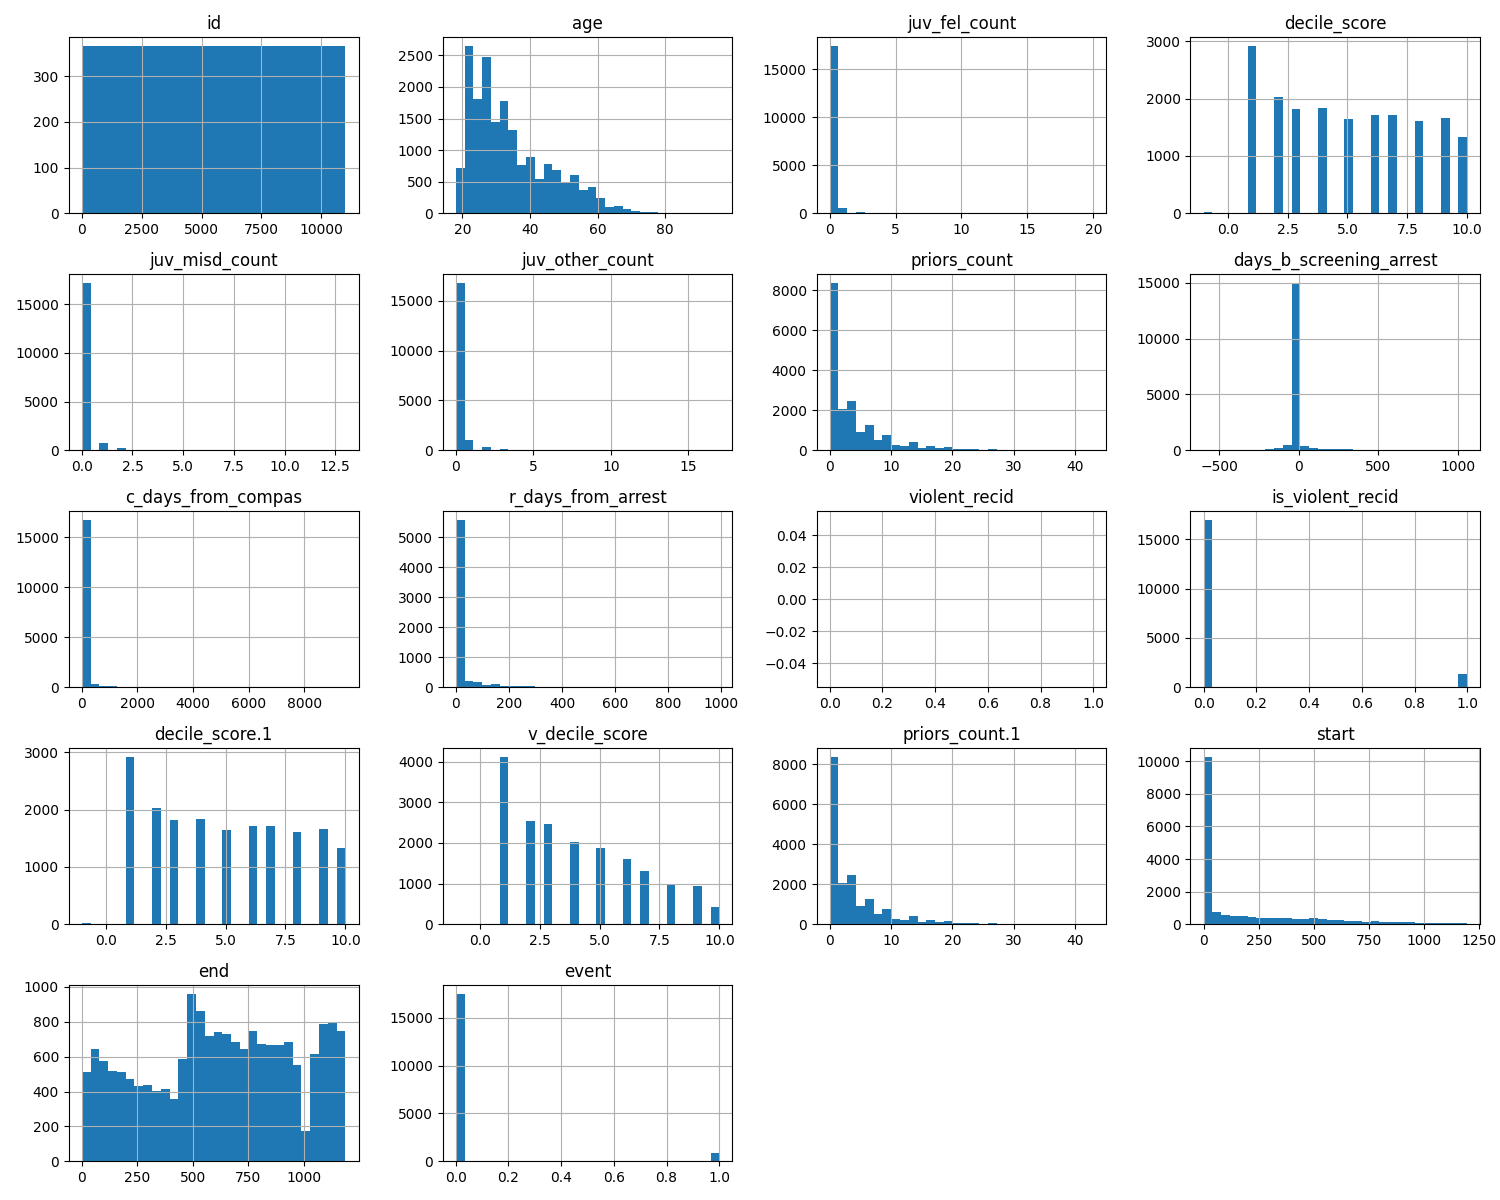 id age juv_fel_count decile_score
300 200 100 0
0 2500 5000 7500 10000
2500 2000 1500 1000 500 0
20 40 60 80
15000 10000 5000 0
0 5 10 15 20
3000 2000 1000 0
0.0 2.5 5.0 7.5 10.0
juv_misd_count juv_other_count priors_count days_b_screening_arrest
15000 10000 5000 0
0.0 2.5 5.0 7.5 10.0 12.5
15000 10000 5000 0
0 5 10 15
8000 6000 4000 2000 0
0 10 20 30 40
15000 10000 5000 0
−500 0 500 1000
c_days_from_compas r_days_from_arrest violent_recid is_violent_recid
15000 10000 5000 0
0 2000 4000 6000 8000
5000 4000 3000 2000 1000 0
0 200 400 600 800 1000
0.04 0.02 0.00 −0.02 −0.04
0.0 0.2 0.4 0.6 0.8 1.0
15000 10000 5000 0
0.0 0.2 0.4 0.6 0.8 1.0
decile_score.1 v_decile_score priors_count.1 start
3000 2000 1000 0
0.0 2.5 5.0 7.5 10.0
4000 3000 2000 1000 0
0.0 2.5 5.0 7.5 10.0
8000 6000 4000 2000 0
0 10 20 30 40
10000 8000 6000 4000 2000 0
0 250 500 750 1000 1250
end event
1000 800 600 400 200 0
0 250 500 750 1000
15000 10000 5000 0
0.0 0.2 0.4 0.6 0.8 1.0